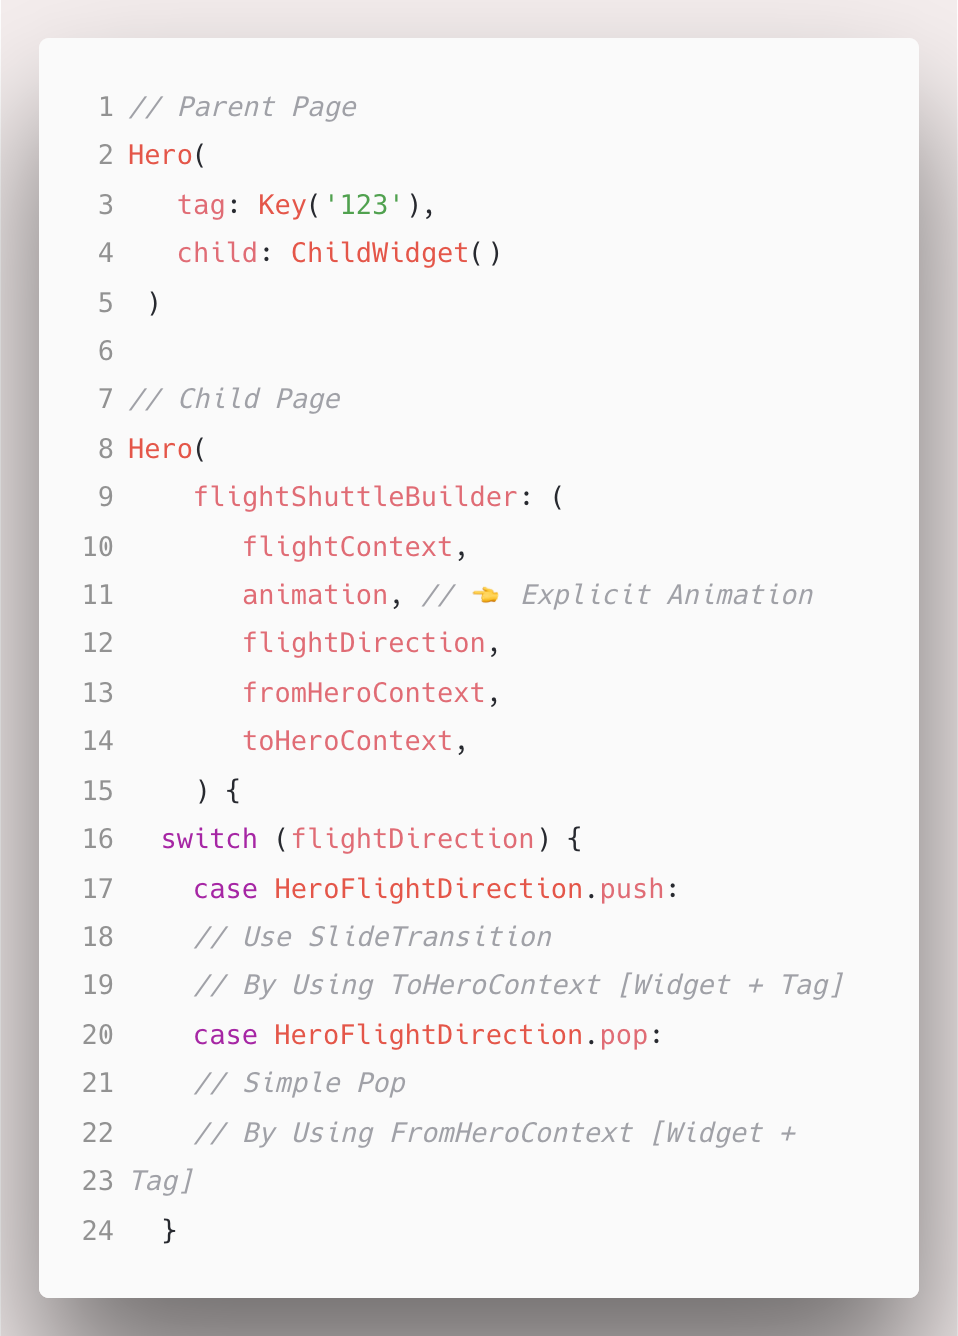 1 // Parent Page
2 Hero(
3    tag: Key('123'),
4    child: ChildWidget()
5  )
6
7 // Child Page
8 Hero(
9     flightShuttleBuilder: (
10        flightContext,
11        animation, // 👈 Explicit Animation
12        flightDirection,
13        fromHeroContext,
14        toHeroContext,
15     ) {
16   switch (flightDirection) {
17     case HeroFlightDirection.push:
18     // Use SlideTransition
19     // By Using ToHeroContext [Widget + Tag]
20     case HeroFlightDirection.pop:
21     // Simple Pop
22     // By Using FromHeroContext [Widget +
23 Tag]
24   }